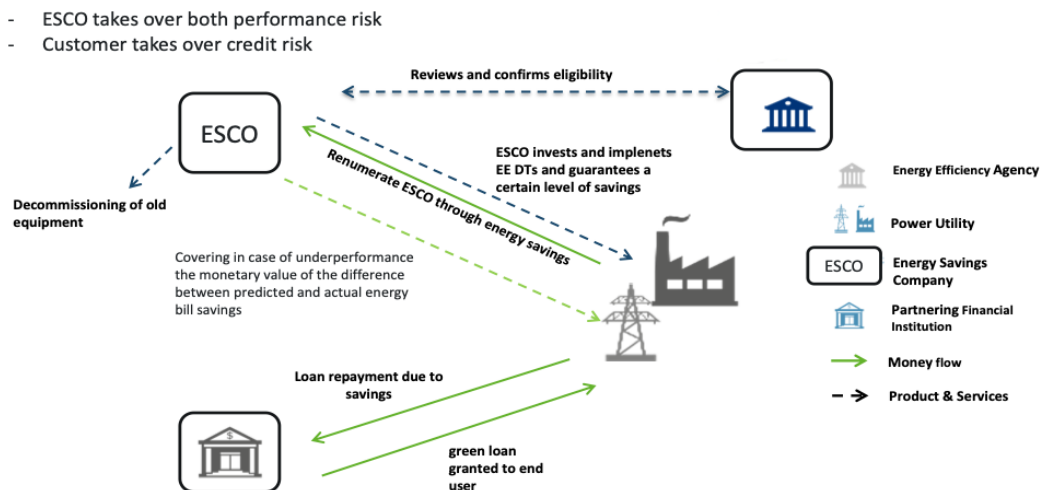 - ESCO takes over both performance risk
- Customer takes over credit risk
Reviews and confirms eligibility
ESCO
ESCO invests and implenets
EE DTs and guarantees a
certain level of savings
Renumerate ESCO through energy savings
Decommissioning of old
equipment
Covering in case of underperformance
the monetary value of the difference
between predicted and actual energy
bill savings
Loan repayment due to
savings
$
green loan
granted to end
user
Energy Efficiency Agency
Power Utility
ESCO
Energy Savings
Company
Partnering Financial
Institution
Money flow
Product & Services